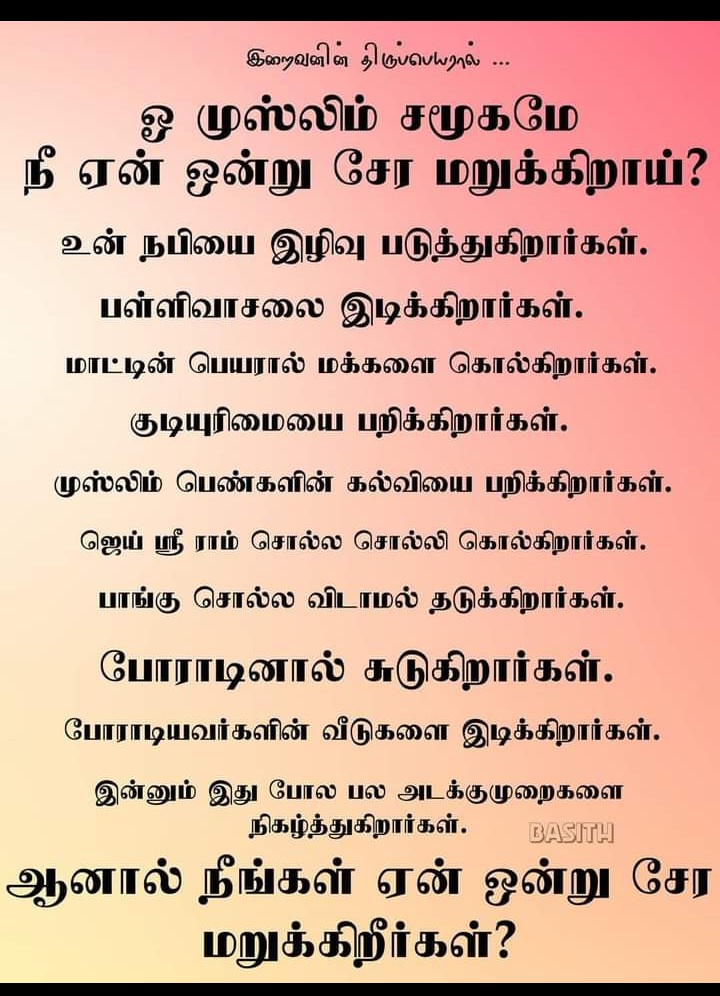 இறைவனின் திருப்பெயரால் ...
ஓ முஸ்லிம் சமூகமே
நீ ஏன் ஒன்று சேர மறுக்கிறாய்?
உன் நபியை இழிவு படுத்துகிறார்கள்.
பள்ளிவாசலை இடிக்கிறார்கள்.
மாட்டின் பெயரால் மக்களை கொல்கிறார்கள்.
குடியுரிமையை பறிக்கிறார்கள்.
முஸ்லிம் பெண்களின் கல்வியை பறிக்கிறார்கள்.
ஜெய் ஸ்ரீ ராம் சொல்ல சொல்லி கொல்கிறார்கள்.
பாங்கு சொல்ல விடாமல் தடுக்கிறார்கள்.
போராடினால் சுடுகிறார்கள்.
போராடியவர்களின் வீடுகளை இடிக்கிறார்கள்.
இன்னும் இது போல பல அடக்குமுறைகளை
நிகழ்த்துகிறார்கள்.
BASITH
ஆனால் நீங்கள் ஏன் ஒன்று சேர
மறுக்கிறீர்கள்?